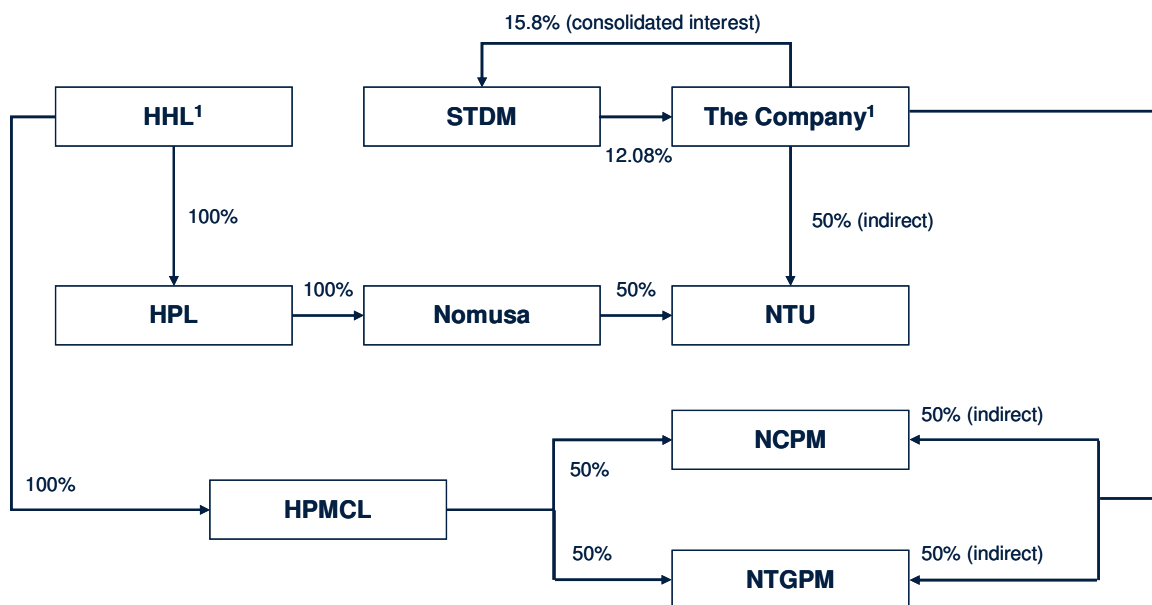 15.8% (consolidated interest)
HHL¹
STDM
The Company¹
12.08%
100%
50% (indirect)
100%
50%
HPL
Nomusa
NTU
50% (indirect)
NCPM
50%
100%
HPMCL
50%
50% (indirect)
NTGPM